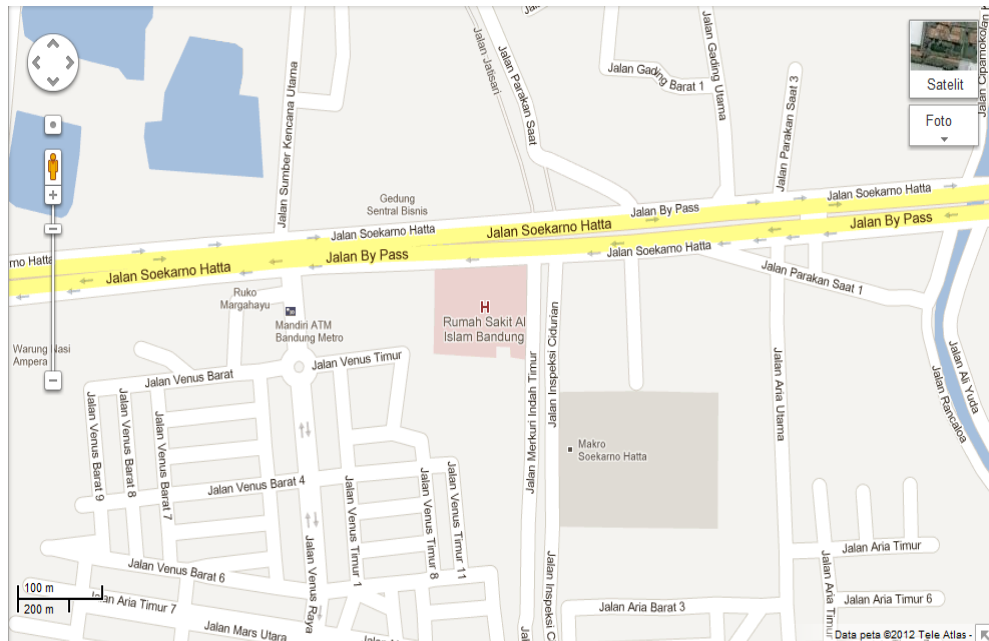 Jalan Sumber Kencana Utama
Jalan Jatisari
Jalan Parakan Saat
Jalan Gading Barat 1
Jalan Gading Utama
Jalan Parakan Saat 3
Jalan Cipamokolan
Satelit
Foto
Gedung
Sentral Bisnis
Jalan Soekarno Hatta
Jalan Soekarno Hatta
Jalan By Pass
Jalan Soekarno Hatta
rno Hatta
Jalan Soekarno Hatta
Jalan By Pass
Jalan Soekarno Hatta
Jalan By Pass
Jalan Parakan Saat 1
Ruko
Margahayu
Mandiri ATM
Bandung Metro
H
Rumah Sakit Al
Islam Bandung
Warung Nasi
Ampera
Jalan Venus Barat
Jalan Venus Timur
Jalan Merkuri Indah Timur
Jalan Inspeksi Cidurian
Jalan Aria Utama
Jalan Ali Yuda
Jalan Rancaloa
Makro
Soekarno Hatta
Jalan Venus Barat 9
Jalan Venus Barat 8
Jalan Venus Barat 7
Jalan Venus Barat 4
Jalan Venus Raya
Jalan Venus Timur 1
Jalan Venus Timur 8
Jalan Venus Timur 11
Jalan Venus Barat 6
Jalan Inspeksi C
Jalan Aria Timur
Jalan Aria Timur
Jalan Aria Timur 6
Jalan Aria Barat 3
100 m
200 m
Aria Timur 7
Jalan Mars Utara
Data peta ©2012 Tele Atlas -